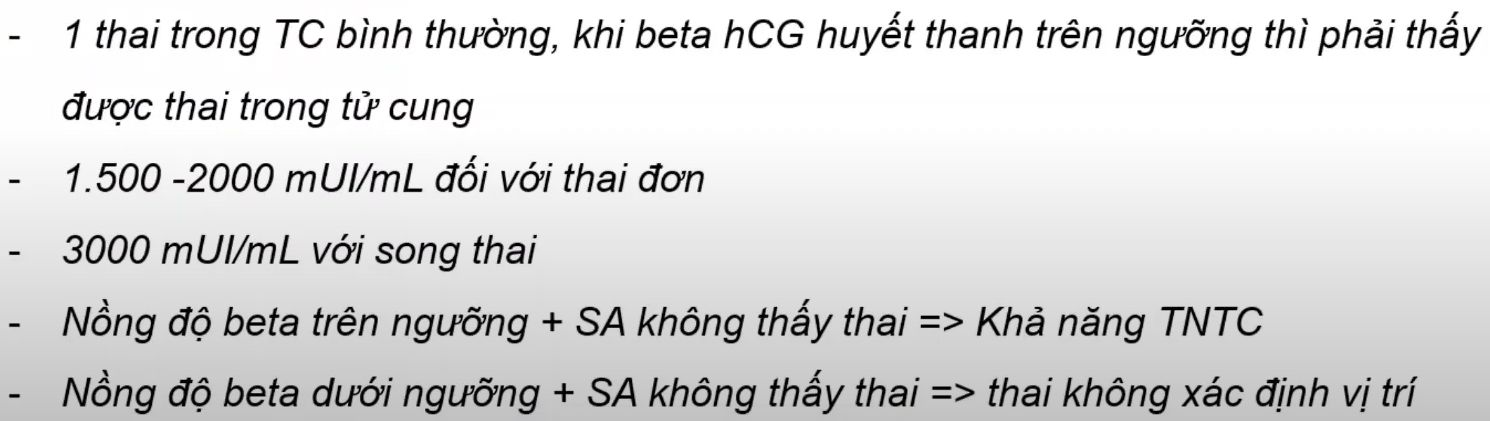 - 1 thai trong TC bình thường, khi beta hCG huyết thanh trên ngưỡng thì phải thấy
được thai trong tử cung
- 1.500 -2000 mUI/mL đối với thai đơn
- 3000 mUI/mL với song thai
- Nồng độ beta trên ngưỡng + SA không thấy thai => Khả năng TNTC
- Nồng độ beta dưới ngưỡng + SA không thấy thai => thai không xác định vị trí